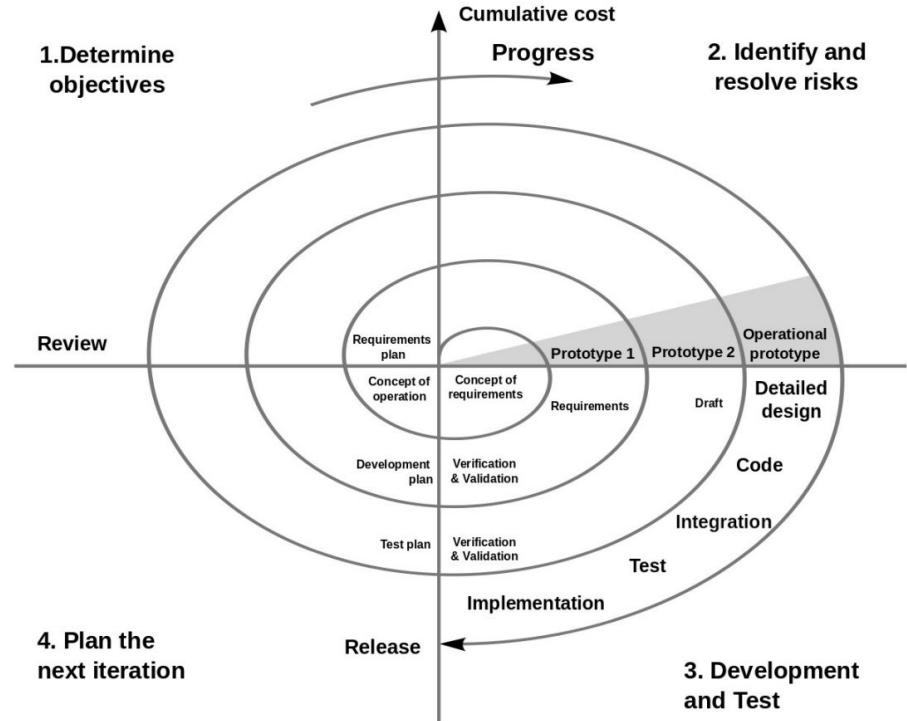 Cumulative cost
Progress
1.Determine
objectives
2. Identify and
resolve risks
Review
Requirements
plan
Concept of
operation
Concept of
requirements
Prototype 1
Prototype 2
Operational
prototype
Requirements
Draft
Detailed
design
Code
Integration
Test
Implementation
Development
plan
Verification
& Validation
Test plan
Verification
& Validation
Release
4. Plan the
next iteration
3. Development
and Test